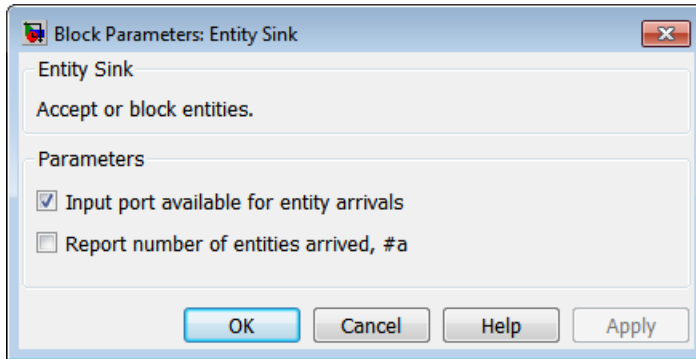 Block Parameters: Entity Sink
Entity Sink
Accept or block entities.
Parameters
Input port available for entity arrivals
Report number of entities arrived, #a
OK Cancel Help Apply